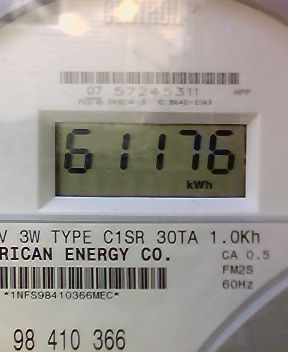 07 57245311
61176
kWh
V 3W TYPE C1SR 30TA 1.0Kh
RICAN ENERGY CO.
CA 0.5
FM2S
60Hz
*1NFS98410366MEC*
98 410 366